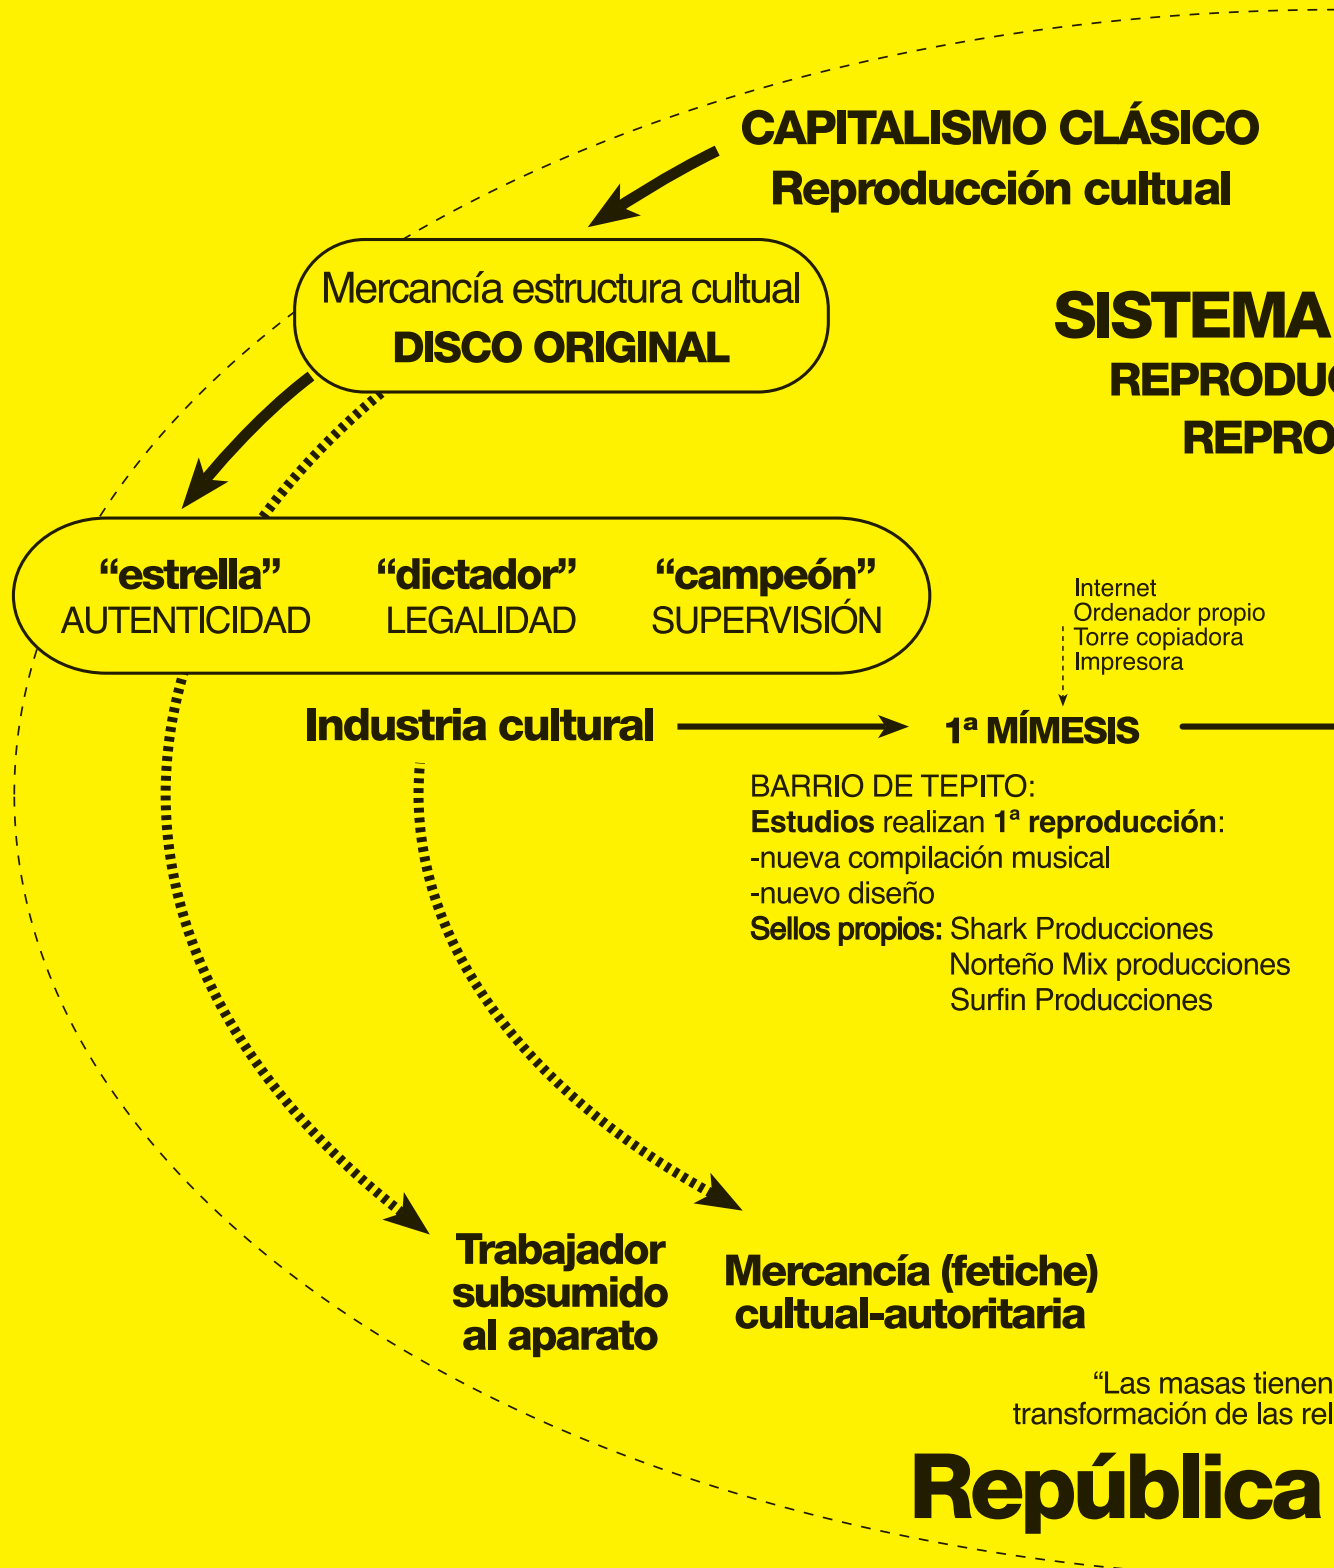 CAPITALISMO CLÁSICO
Reproducción cultual
Mercancía estructura cultual
DISCO ORIGINAL
SISTEMA
REPRODUC
REPRO
“estrella” “dictador” “campeón”
AUTENTICIDAD LEGALIDAD SUPERVISIÓN
Internet
Ordenador propio
Torre copiadora
Impresora
Industria cultural
1ª MÍMESIS
BARRIO DE TEPITO:
Estudios realizan 1ª reproducción:
-nueva compilación musical
-nuevo diseño
Sellos propios: Shark Producciones
Norteño Mix producciones
Surfin Producciones
Trabajador
subsumido
al aparato
Mercancía (fetiche)
cultual-autoritaria
“Las masas tienen
transformación de las rel
República